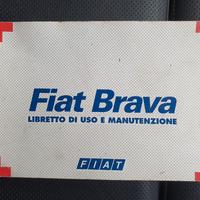 Fiat Brava
LIBRETTO DI USO E MANUTENZIONE
FIAT